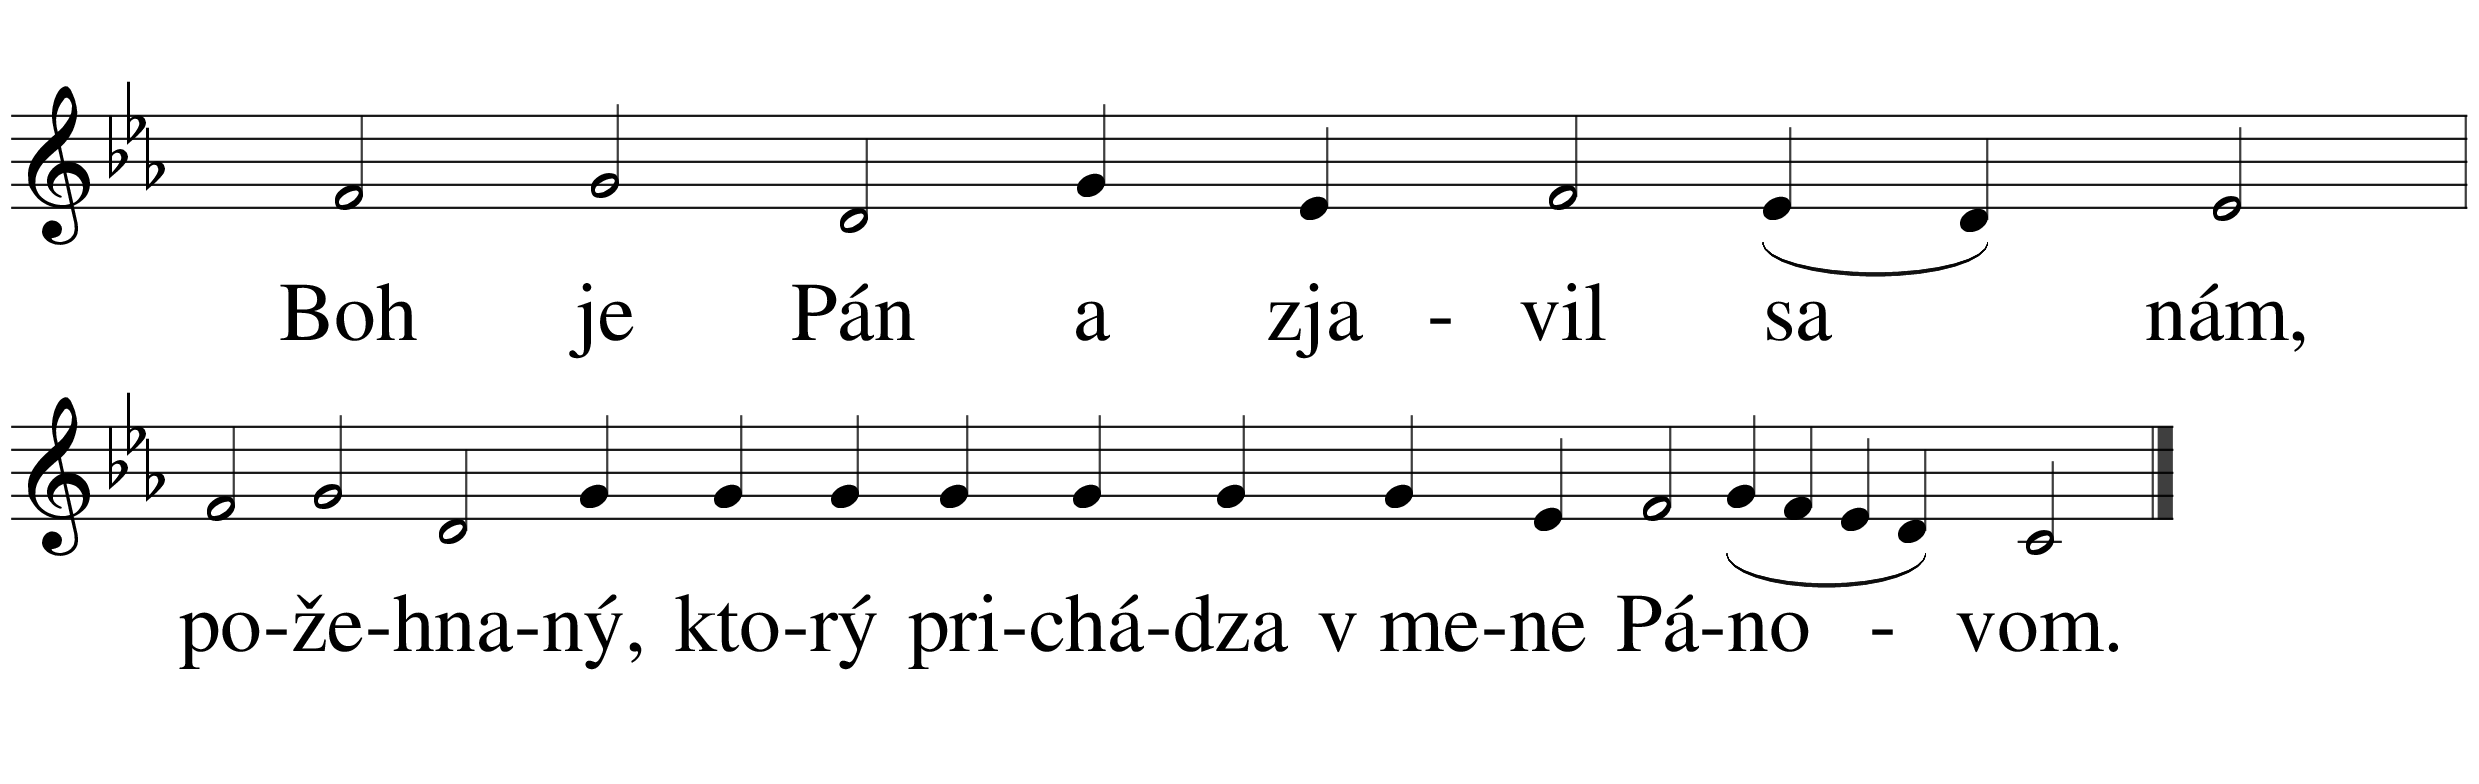 Boh je Pán a zja - vil sa nám,
po-že-hna-ný, kto-rý pri-chá-dza v me-ne Pá-no - vom.